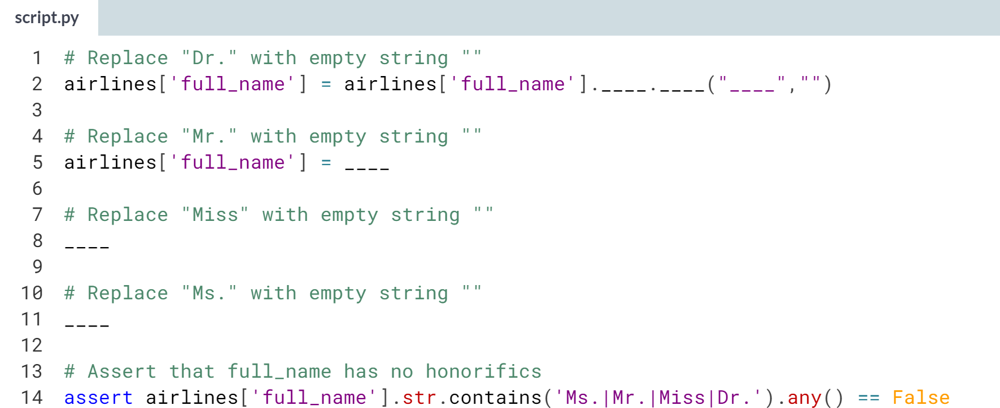 script.py
1 # Replace "Dr." with empty string ""
2 airlines['full_name'] = airlines['full_name'].____.____("____","")
3
4 # Replace "Mr." with empty string ""
5 airlines['full_name'] = ____
6
7 # Replace "Miss" with empty string ""
8 ____
9
10 # Replace "Ms." with empty string ""
11 ____
12
13 # Assert that full_name has no honorifics
14 assert airlines['full_name'].str.contains('Ms.|Mr.|Miss|Dr.').any() == False